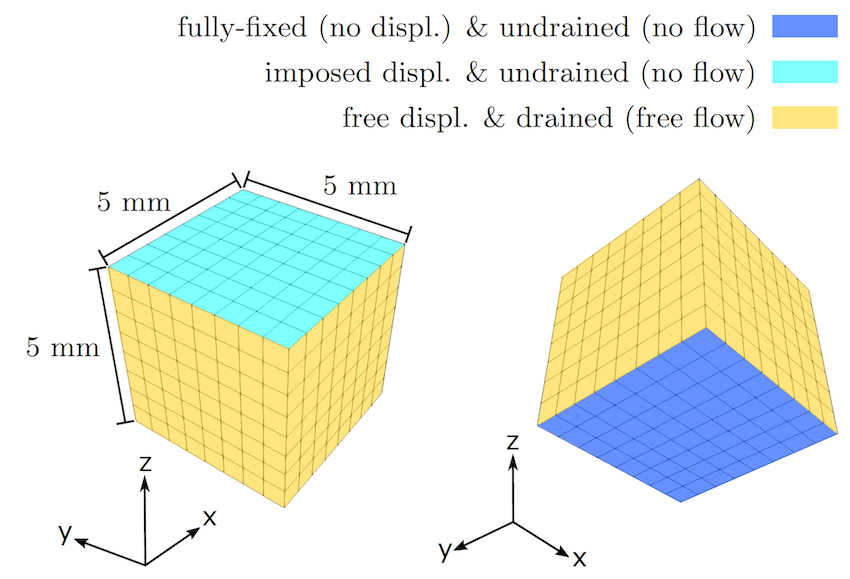 fully-fixed (no displ.) & undrained (no flow)
imposed displ. & undrained (no flow)
free displ. & drained (free flow)
5 mm
5 mm
5 mm
z
x
y
z
y
x